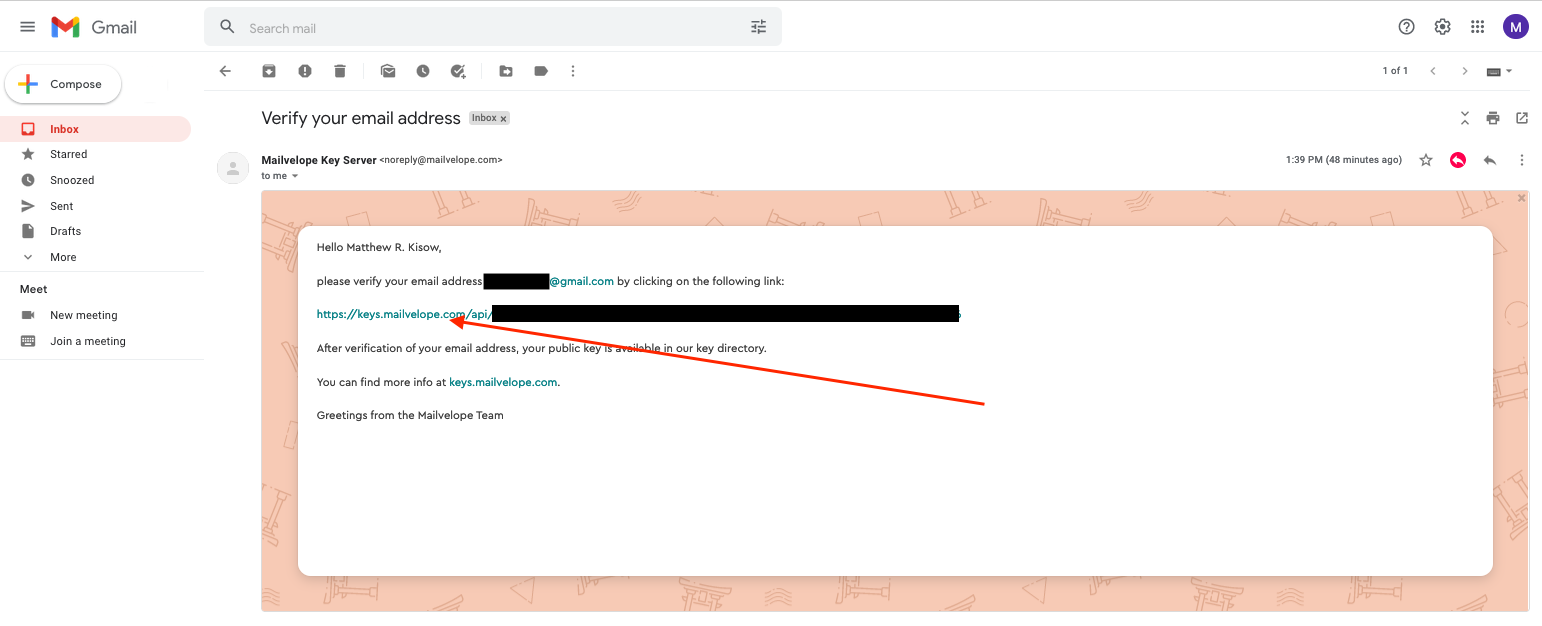 Gmail
Search mail
M
Compose
1 of 1
Inbox
Starred
Snoozed
Sent
Drafts
More
Meet
New meeting
Join a meeting
Verify your email address Inbox x
Mailvelope Key Server <noreply@mailvelope.com> 1:39 PM (48 minutes ago)
to me
Hello Matthew R. Kisow,
please verify your email address @gmail.com by clicking on the following link:
https://keys.mailvelope.com/api/
After verification of your email address, your public key is available in our key directory.
You can find more info at keys.mailvelope.com.
Greetings from the Mailvelope Team